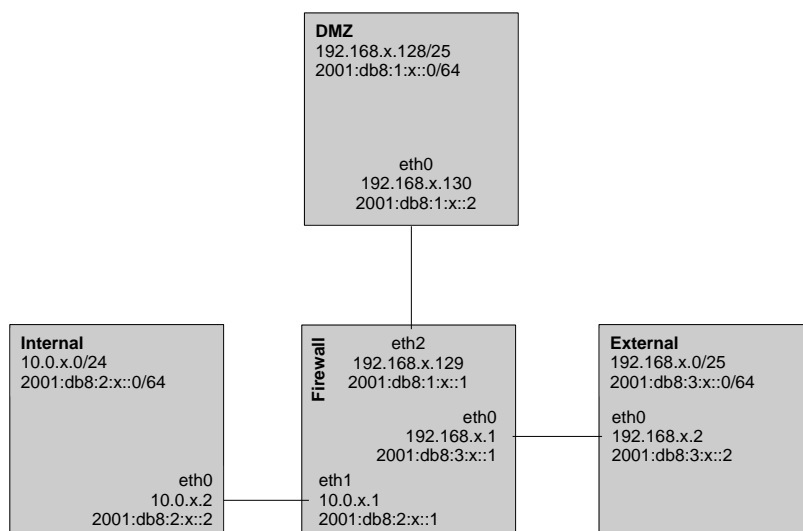 DMZ
192.168.x.128/25
2001:db8:1:x::0/64
eth0
192.168.x.130
2001:db8:1:x::2
Internal
10.0.x.0/24
2001:db8:2:x::0/64
eth0
10.0.x.2
2001:db8:2:x::2
Firewall
eth2
192.168.x.129
2001:db8:1:x::1
eth0
192.168.x.1
2001:db8:3:x::1
eth1
10.0.x.1
2001:db8:2:x::1
External
192.168.x.0/25
2001:db8:3:x::0/64
eth0
192.168.x.2
2001:db8:3:x::2